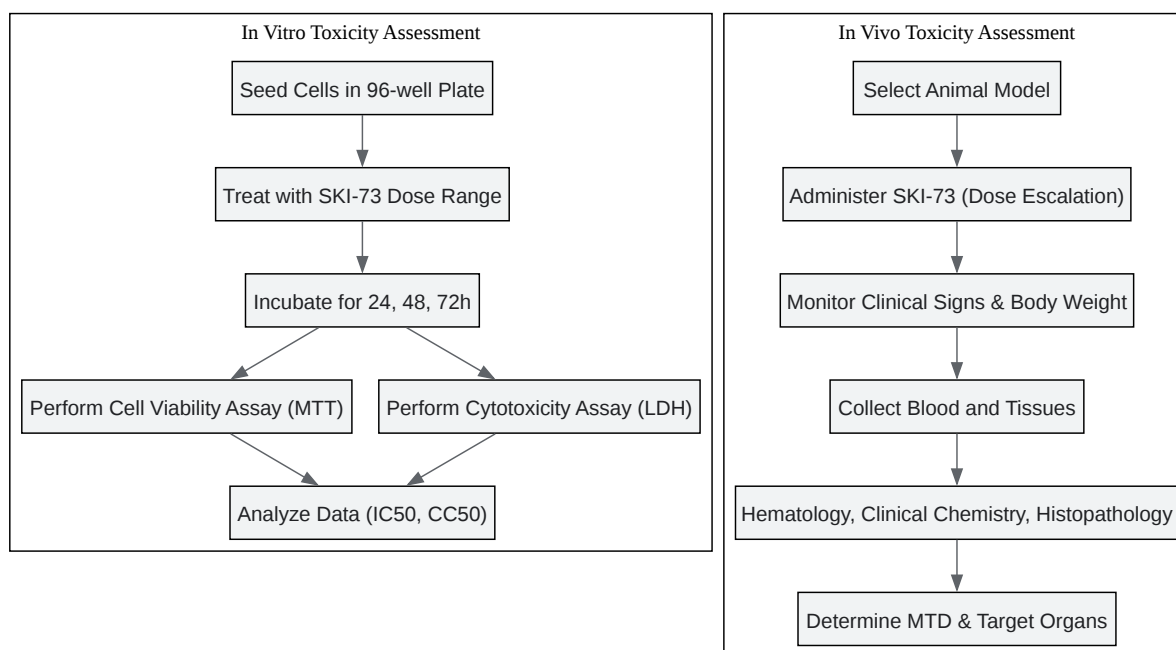 In Vitro Toxicity Assessment
Seed Cells in 96-well Plate
Treat with SKI-73 Dose Range
Incubate for 24, 48, 72h
Perform Cell Viability Assay (MTT)
Perform Cytotoxicity Assay (LDH)
Analyze Data (IC50, CC50)
In Vivo Toxicity Assessment
Select Animal Model
Administer SKI-73 (Dose Escalation)
Monitor Clinical Signs & Body Weight
Collect Blood and Tissues
Hematology, Clinical Chemistry, Histopathology
Determine MTD & Target Organs